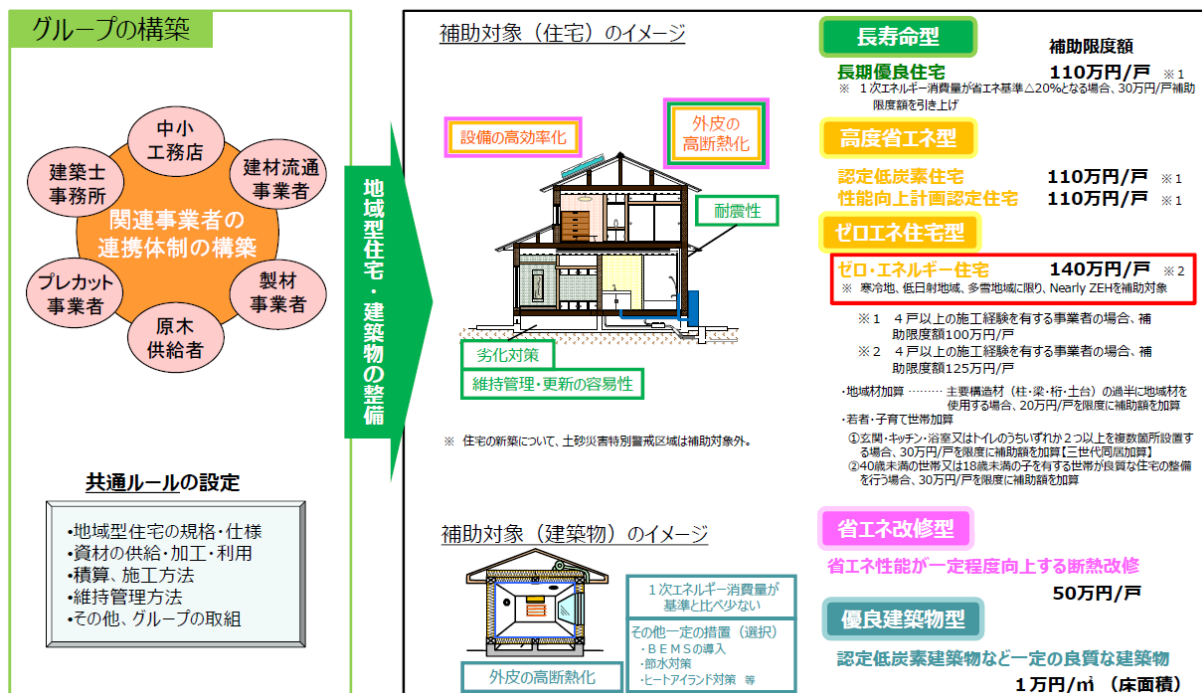 グループの構築
中小
工務店
建築士
事務所
建材流通
事業者
関連事業者の
連携体制の構築
プレカット
事業者
製材
事業者
原木
供給者
共通ルールの設定
•地域型住宅の規格・仕様
•資材の供給・加工・利用
•積算、施工方法
•維持管理方法
•その他、グループの取組
地域型住宅・建築物の整備
補助対象（住宅）のイメージ
設備の高効率化
外皮の
高断熱化
耐震性
劣化対策
維持管理・更新の容易性
※ 住宅の新築について、土砂災害特別警戒区域は補助対象外。
補助対象（建築物）のイメージ
1次エネルギー消費量が
基準と比べ少ない
その他一定の措置（選択）
・ＢＥＭＳの導入
・節水対策
・ヒートアイランド対策 等
外皮の高断熱化
長寿命型
補助限度額
長期優良住宅 110万円/戸 ※1
※ 1次エネルギー消費量が省エネ基準△20%となる場合、30万円/戸補助
限度額を引き上げ
高度省エネ型
認定低炭素住宅 110万円/戸 ※1
性能向上計画認定住宅 110万円/戸 ※1
ゼロエネ住宅型
ゼロ・エネルギー住宅 140万円/戸 ※2
※ 寒冷地、低日射地域、多雪地域に限り、Nearly ZEHを補助対象
※1 4戸以上の施工経験を有する事業者の場合、補
助限度額100万円/戸
※2 4戸以上の施工経験を有する事業者の場合、補
助限度額125万円/戸
・地域材加算 ……… 主要構造材（柱・梁・桁・土台）の過半に地域材を
使用する場合、20万円/戸を限度に補助額を加算
・若者・子育て世帯加算
①玄関・キッチン・浴室又はトイレのうちいずれか2つ以上を複数箇所設置す
る場合、30万円/戸を限度に補助額を加算【三世代同居加算】
②40歳未満の世帯又は18歳未満の子を有する世帯が良質な住宅の整備
を行う場合、30万円/戸を限度に補助額を加算
省エネ改修型
省エネ性能が一定程度向上する断熱改修
50万円/戸
優良建築物型
認定低炭素建築物など一定の良質な建築物
1万円/㎡ （床面積）